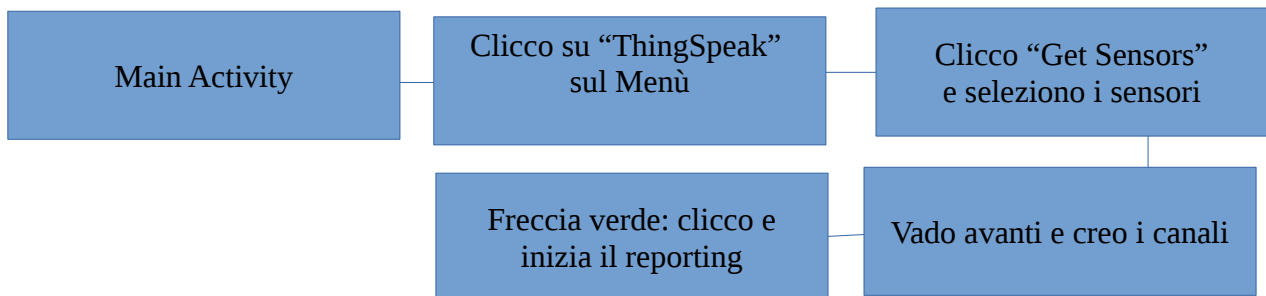 Main Activity
Clicco su “ThingSpeak”
sul Menù
Clicco “Get Sensors”
e seleziono i sensori
Freccia verde: clicco e
inizia il reporting
Vado avanti e creo i canali